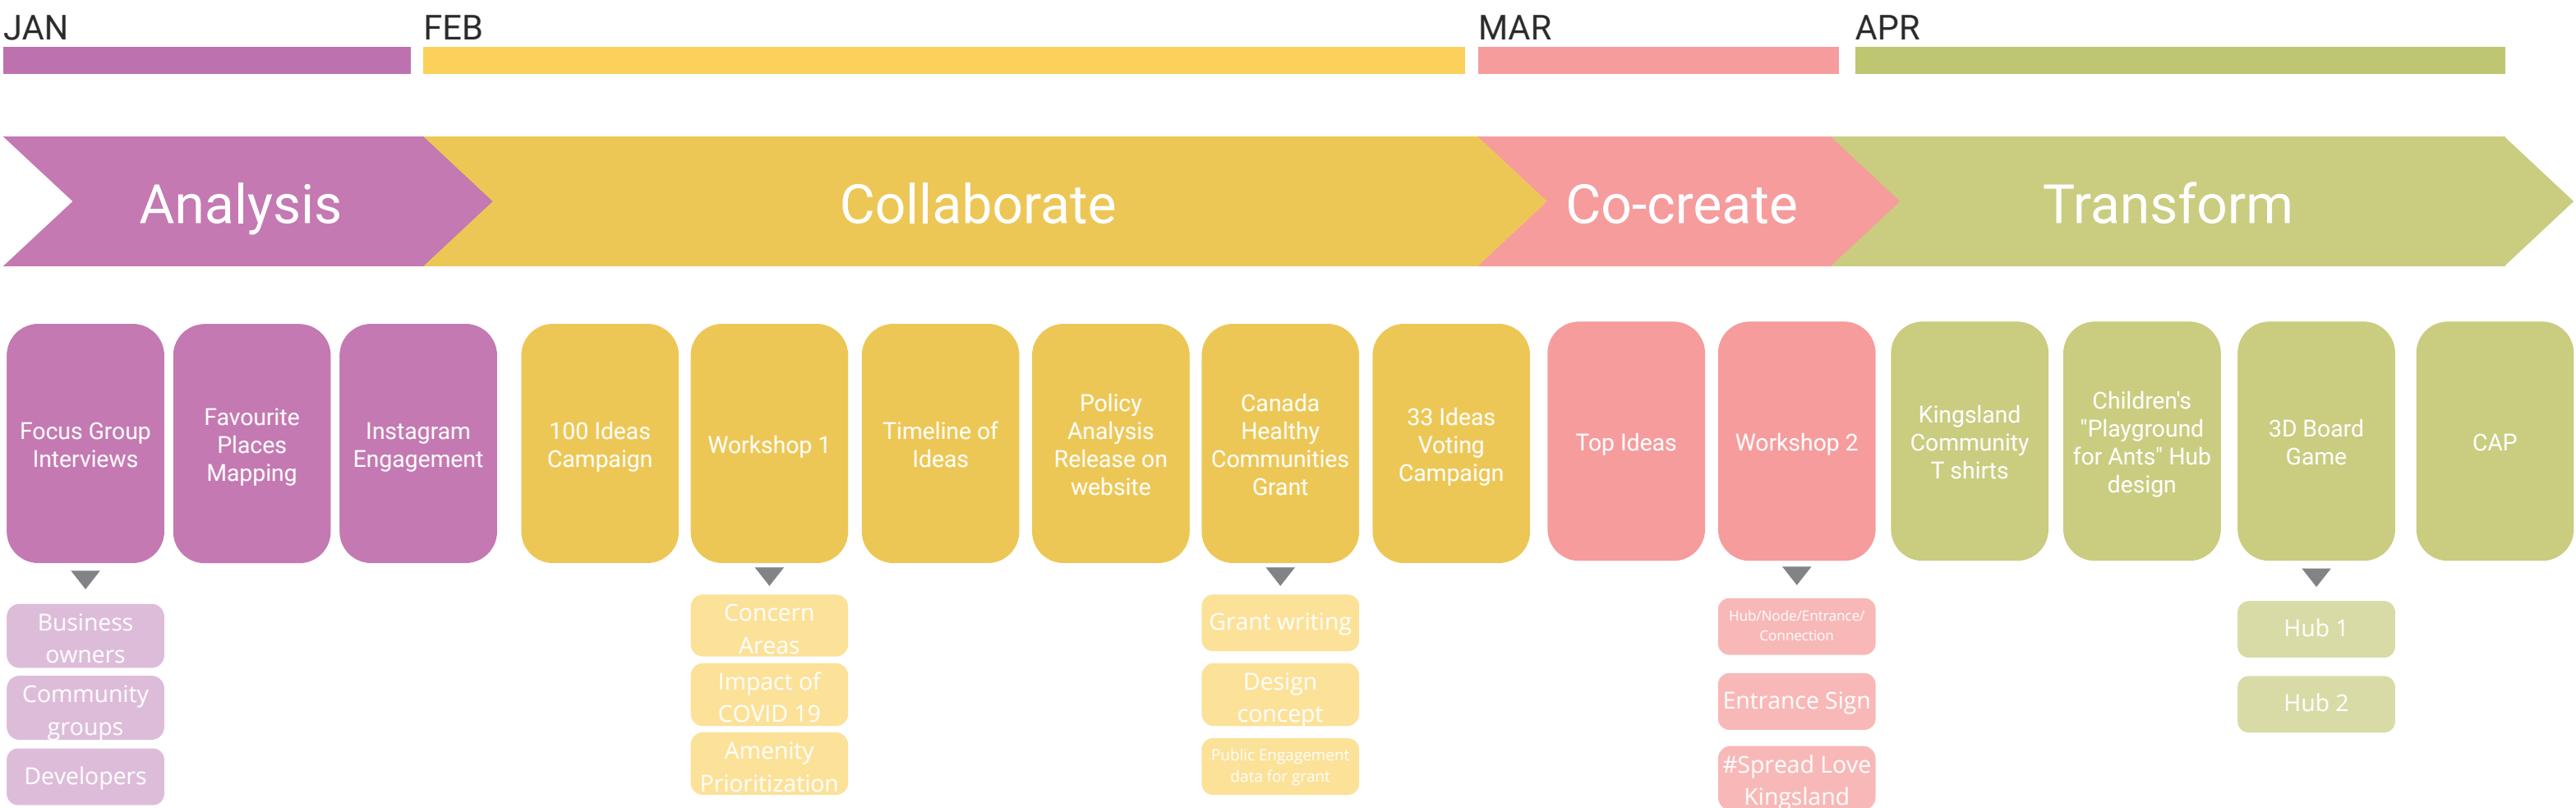 JAN
FEB
MAR
APR
Analysis
Collaborate
Co-create
Transform
Focus Group
Interviews
Favourite
Places
Mapping
Instagram
Engagement
100 Ideas
Campaign
Workshop 1
Timeline of
Ideas
Policy
Analysis
Release on
website
Canada
Healthy
Communities
Grant
33 Ideas
Voting
Campaign
Top Ideas
Workshop 2
Kingsland
Community
T shirts
Children's
"Playground
for Ants" Hub
design
3D Board
Game
CAP
Business
owners
Community
groups
Developers
Concern
Areas
Impact of
COVID 19
Amenity
Prioritization
Grant writing
Design
concept
Public Engagement
data for grant
Hub/Node/Entrance/
Connection
Entrance Sign
#Spread Love
Kingsland
Hub 1
Hub 2